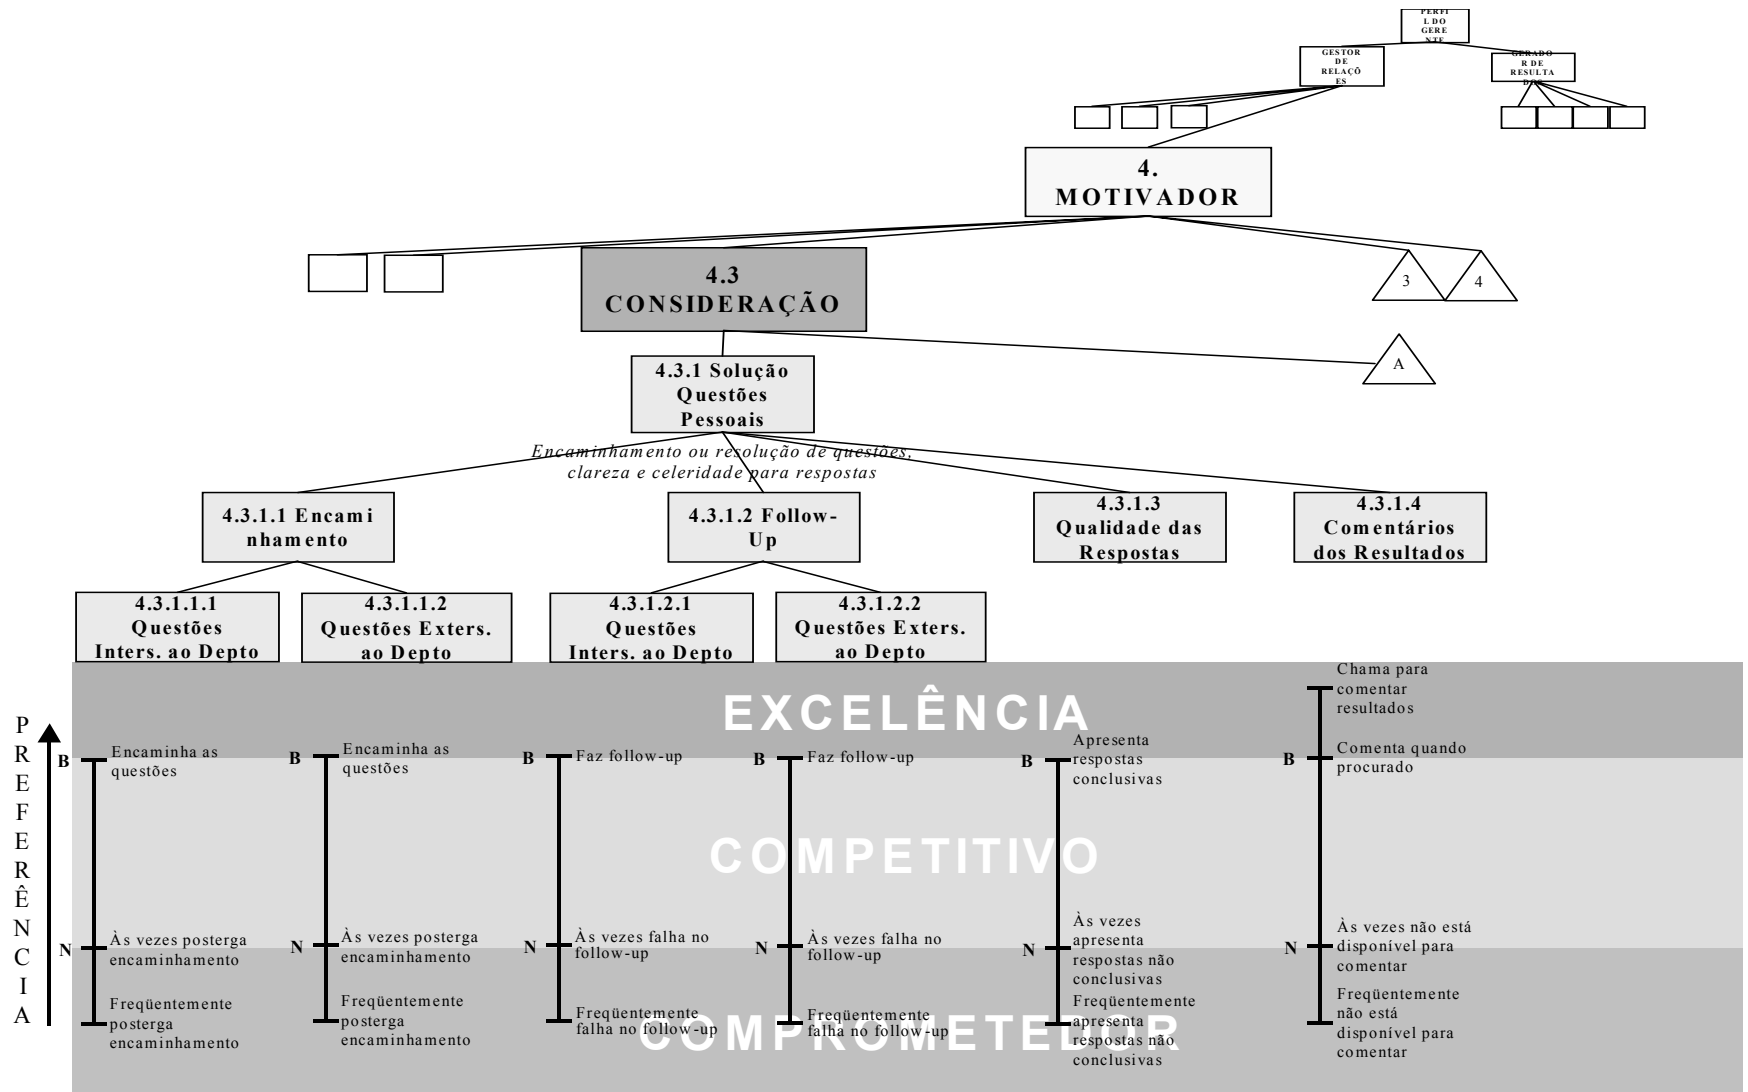 PERFI
L DO
GERE
NTE
GESTOR
DE
RELAÇÕ
ES
GERADO
R DE
RESULTA
DOS
4.
MOTIVADOR
4.3
CONSIDERAÇÃO
3
4
A
4.3.1 Solução
Questões
Pessoais
Encaminhamento ou resolução de questões,
clareza e celeridade para respostas
4.3.1.1 Encami
nhamento
4.3.1.2 Follow-
Up
4.3.1.3
Qualidade das
Respostas
4.3.1.4
Comentários
dos Resultados
4.3.1.1.1
Questões
Inters. ao Depto
4.3.1.1.2
Questões Exters.
ao Depto
4.3.1.2.1
Questões
Inters. ao Depto
4.3.1.2.2
Questões Exters.
ao Depto
EXCELÊNCIA
COMPETITIVO
COMPROMETEDOR
P
R
E
F
E
R
Ê
N
C
I
A
B
Encaminha as
questões
N
Às vezes posterga
encaminhamento
Freqüentemente
posterga
encaminhamento
B
Encaminha as
questões
N
Às vezes posterga
encaminhamento
Freqüentemente
posterga
encaminhamento
B
Faz follow-up
N
Às vezes falha no
follow-up
Freqüentemente
falha no follow-up
B
Faz follow-up
N
Às vezes falha no
follow-up
Freqüentemente
falha no follow-up
B
Apresenta
respostas
conclusivas
N
Às vezes
apresenta
respostas não
conclusivas
Freqüentemente
apresenta
respostas não
conclusivas
Chama para
comentar
resultados
B
Comenta quando
procurado
N
Às vezes não está
disponível para
comentar
Freqüentemente
não está
disponível para
comentar